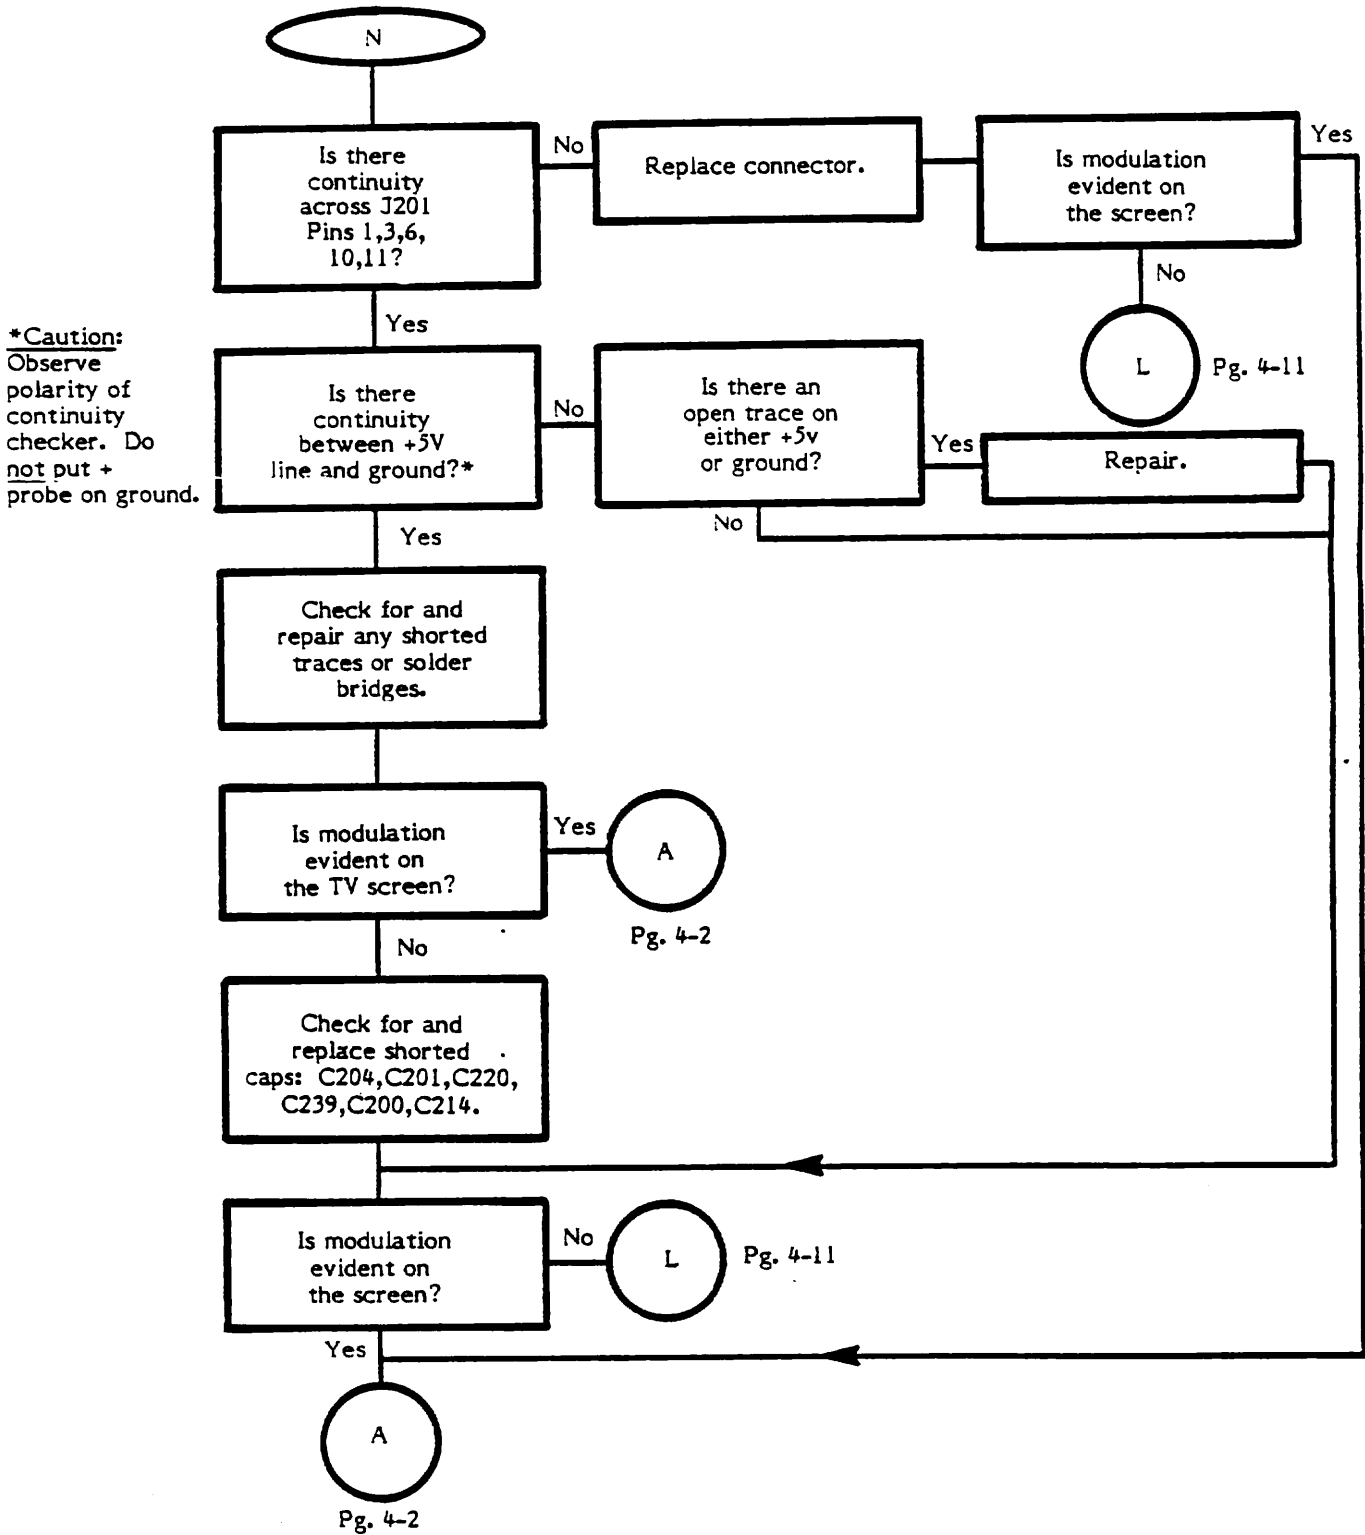 N
Is there
continuity
across J201
Pins 1,3,6,
10,11?
No
Replace connector.
Is modulation
evident on
the screen?
Yes
No
L
Pg. 4-11
Yes
*Caution:
Observe
polarity of
continuity
checker. Do
not put +
probe on ground.
Is there
continuity
between +5V
line and ground?*
No
Is there an
open trace on
either +5v
or ground?
Yes
Repair.
No
Yes
Check for and
repair any shorted
traces or solder
bridges.
Is modulation
evident on
the TV screen?
Yes
A
Pg. 4-2
No
Check for and
replace shorted
caps: C204,C201,C220,
C239,C200,C214.
Is modulation
evident on
the screen?
No
L
Pg. 4-11
Yes
A
Pg. 4-2